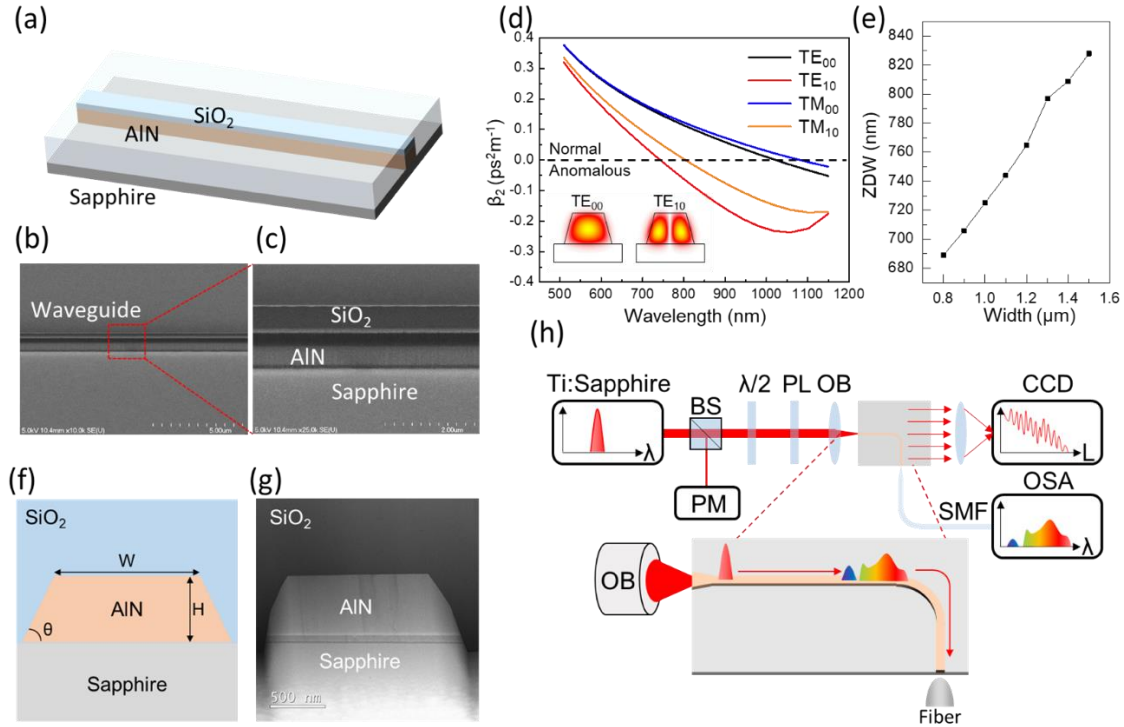 (a)
SiO₂
AlN
Sapphire
(b)
Waveguide
5.0kV 10.4mm x10.0k SE(U)
5.00um
(c)
SiO₂
AlN
Sapphire
5.0kV 10.4mm x25.0k SE(U)
2.00um
(d)
0.4
0.3
0.2
0.1
0.0
-0.1
-0.2
-0.3
-0.4
-0.5
β₂ (ps²m⁻¹)
TE₀₀
TE₁₀
TM₀₀
TM₁₀
Normal
Anomalous
TE₀₀
TE₁₀
500 600 700 800 900 1000 1100 1200
Wavelength (nm)
(e)
840
820
800
780
760
740
720
700
680
ZDW (nm)
0.8 1.0 1.2 1.4 1.6
Width (μm)
(f)
SiO₂
W
AlN
H
θ
Sapphire
(g)
SiO₂
AlN
Sapphire
500 nm
(h)
Ti:Sapphire
λ
BS
PM
λ/2 PL OB
CCD
L
OSA
λ
SMF
OB
Fiber